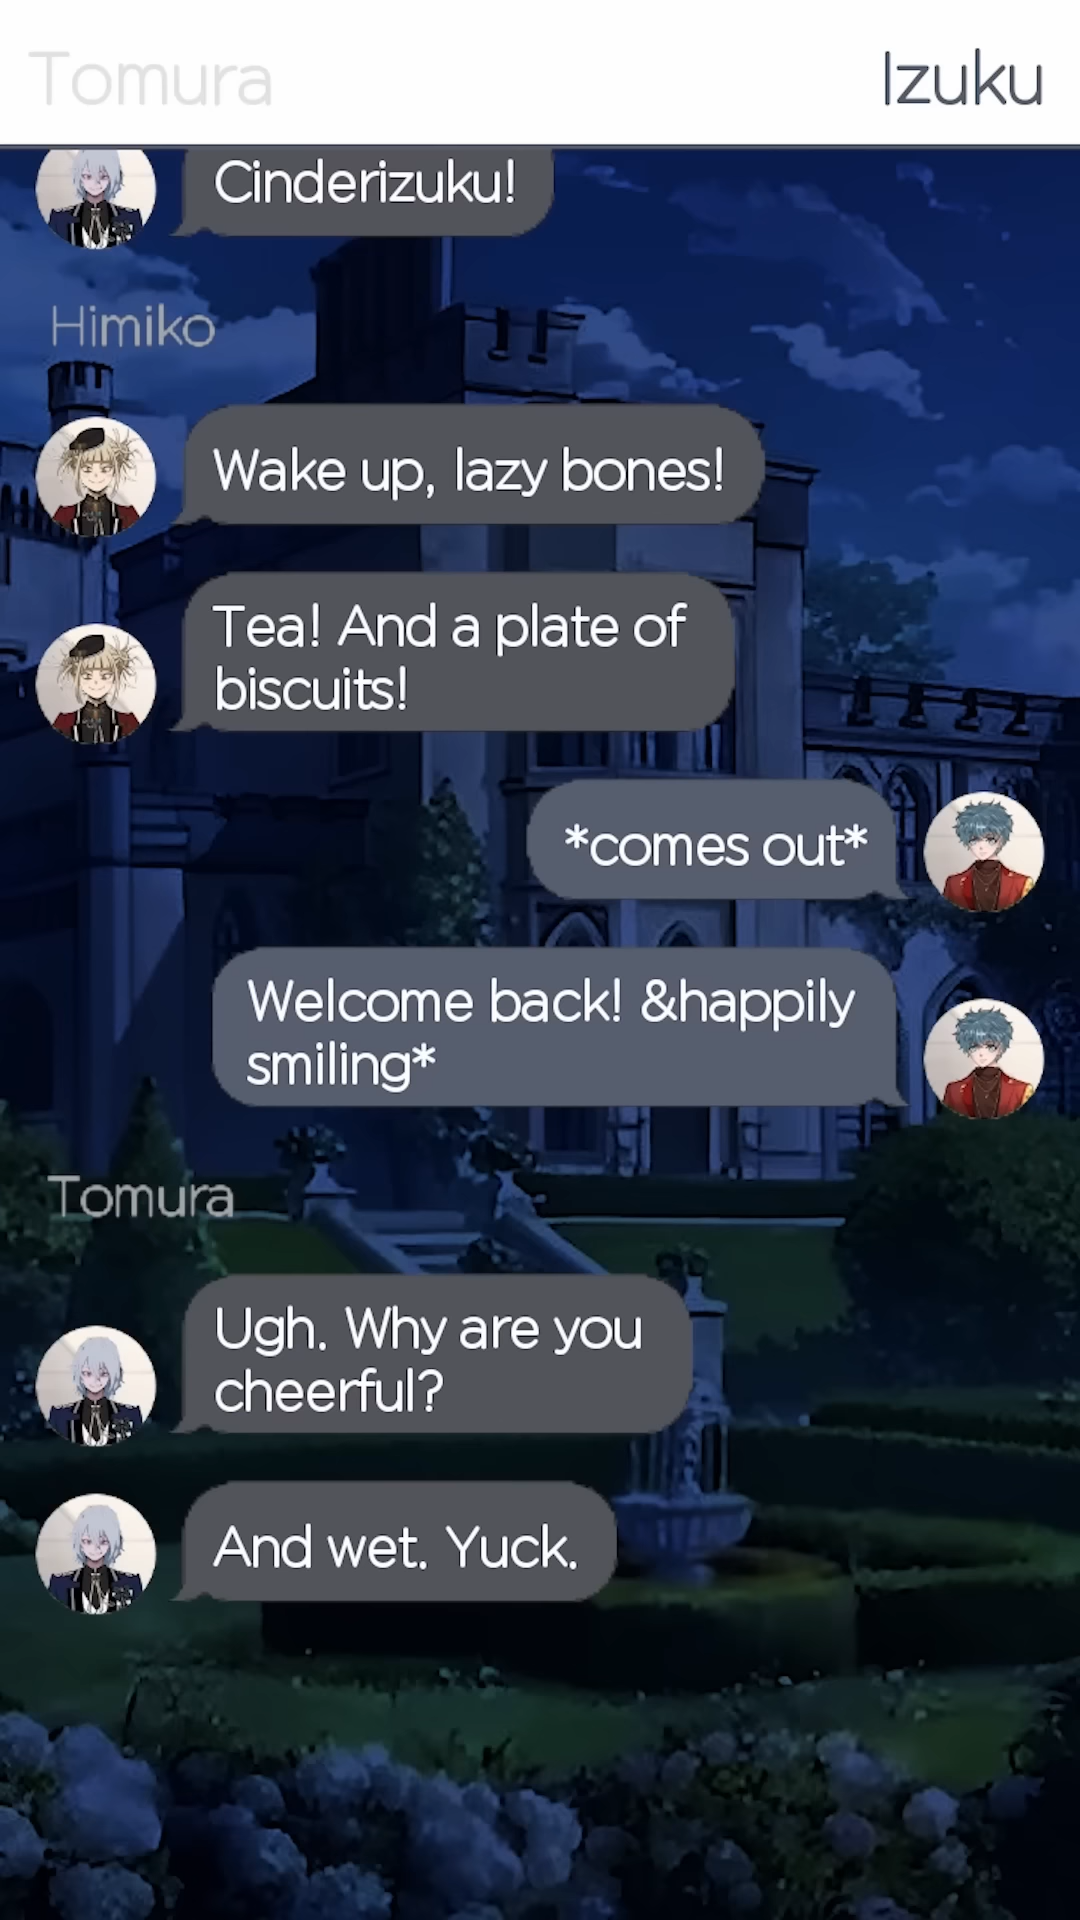 Tomura
Izuku
Cinderizuku!
Himiko
Wake up, lazy bones!
Tea! And a plate of
biscuits!
*comes out*
Welcome back! &happily
smiling*
Tomura
Ugh. Why are you
cheerful?
And wet. Yuck.